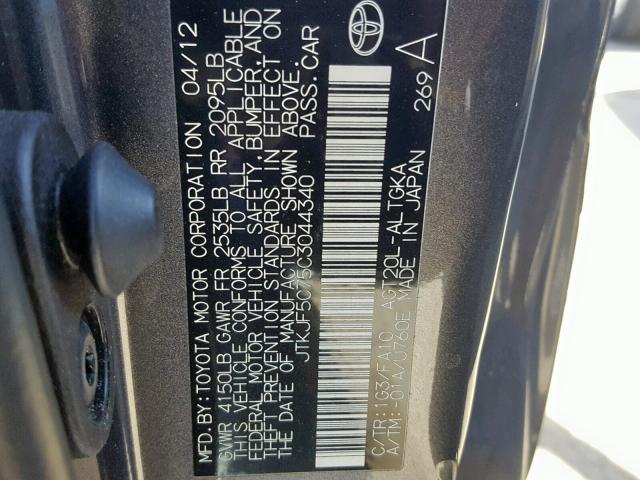 MFD.BY:TOYOTA MOTOR CORPORATION 04/12
GVWR 4150LB GAWR FR 2535LB RR 2095LB
THIS VEHICLE CONFORMS TO ALL APPLICABLE
FEDERAL MOTOR VEHICLE SAFETY, BUMPER, AND
THEFT PREVENTION STANDARDS IN EFFECT ON
THE DATE OF MANUFACTURE SHOWN ABOVE.
JTKJF5C75C3044340 PASS.CAR
C/TR:1G3/FA10 AGT20L-ALTGKA
A/TM:-01A/U760E MADE IN JAPAN
269 A